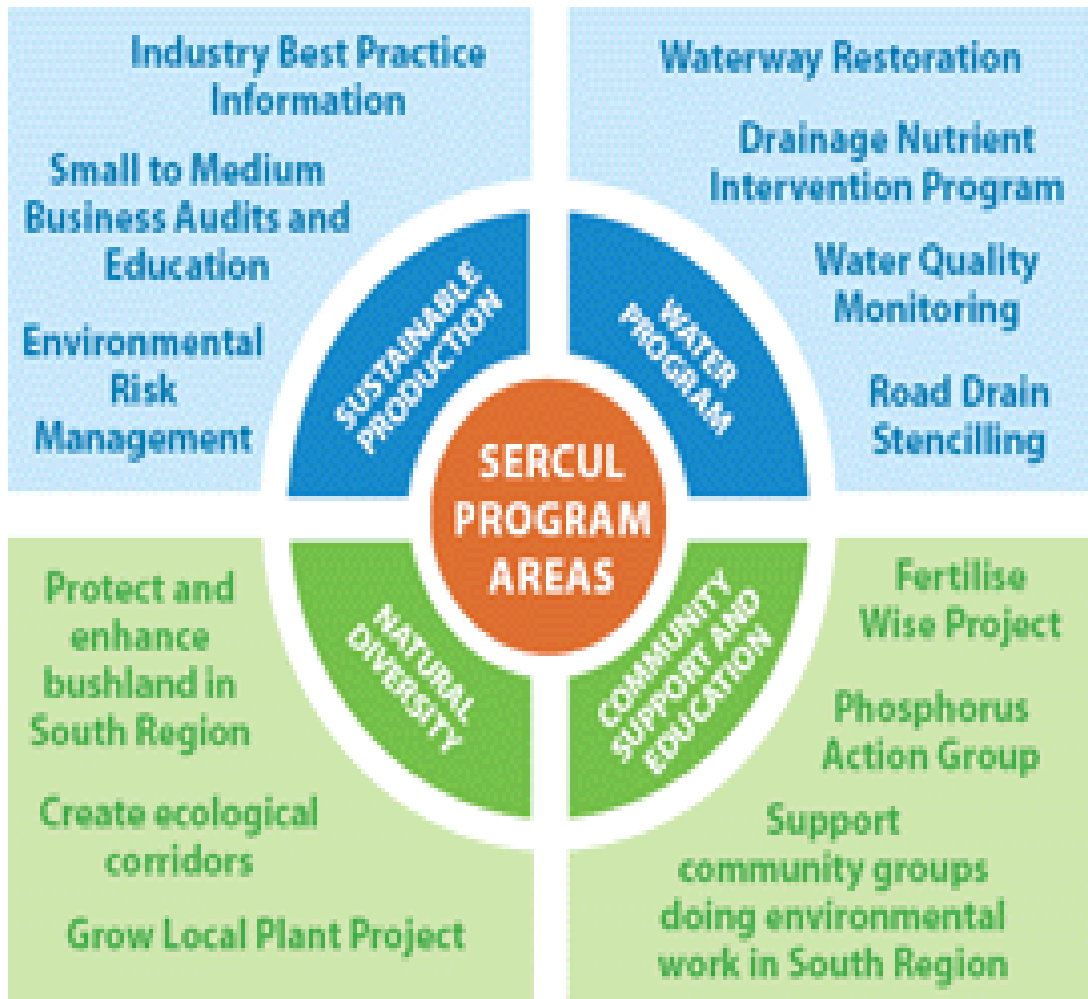 Industry Best Practice
Information
Small to Medium
Business Audits and
Education
Environmental
Risk
Management
SUSTAINABLE
PRODUCTION
Waterway Restoration
Drainage Nutrient
Intervention Program
Water Quality
Monitoring
Road Drain
Stencilling
WATER
PROGRAM
SERCUL
PROGRAM
AREAS
Protect and
enhance
bushland in
South Region
Create ecological
corridors
Grow Local Plant Project
NATURAL
DIVERSITY
COMMUNITY
SUPPORT AND
EDUCATION
Fertilise
Wise Project
Phosphorus
Action Group
Support
community groups
doing environmental
work in South Region